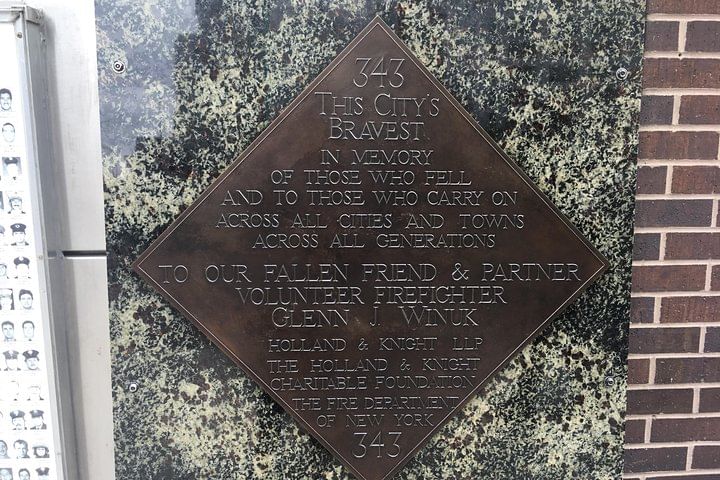 343
THIS CITY'S
BRAVEST
IN MEMORY
OF THOSE WHO FELL
AND TO THOSE WHO CARRY ON
ACROSS ALL CITIES AND TOWNS
ACROSS ALL GENERATIONS
TO OUR FALLEN FRIEND & PARTNER
VOLUNTEER FIREFIGHTER
GLENN J. WINUK
HOLLAND & KNIGHT LLP
THE HOLLAND & KNIGHT
CHARITABLE FOUNDATION
THE FIRE DEPARTMENT
OF NEW YORK
343